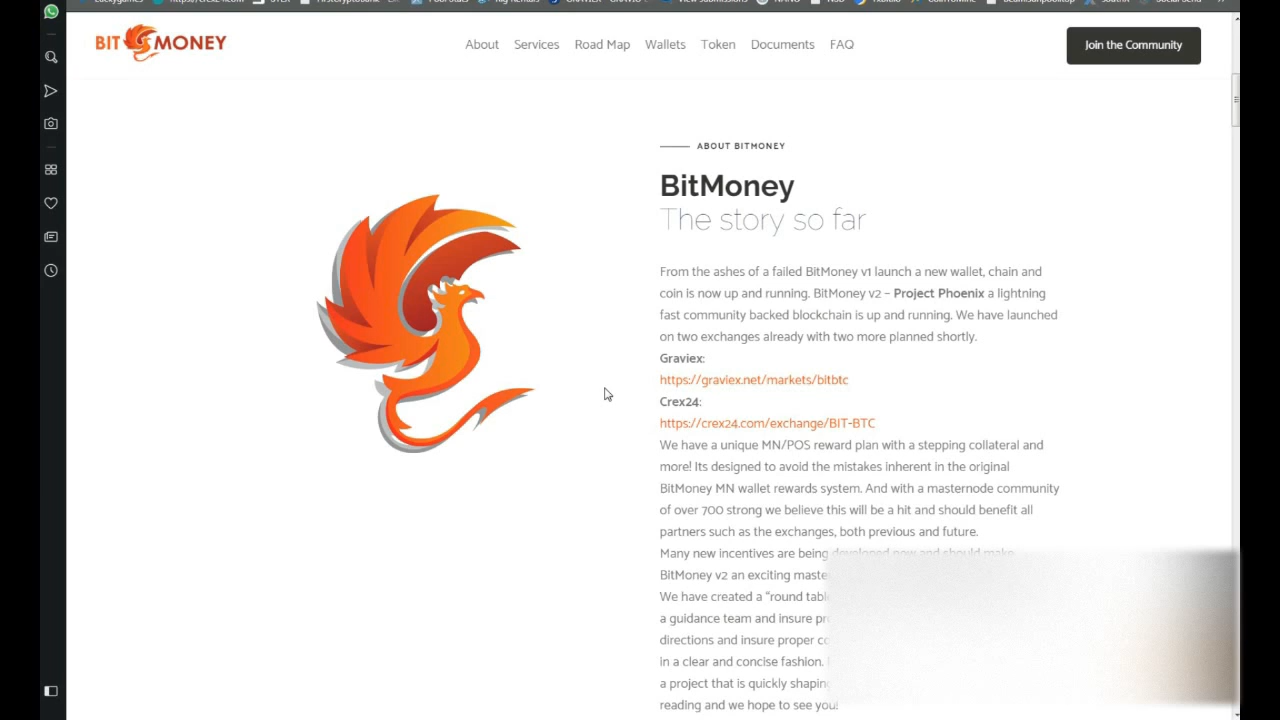 BIT MONEY
About Services Road Map Wallets Token Documents FAQ
Join the Community
ABOUT BITMONEY
BitMoney
The story so far
From the ashes of a failed BitMoney v1 launch a new wallet, chain and
coin is now up and running. BitMoney v2 – Project Phoenix a lightning
fast community backed blockchain is up and running. We have launched
on two exchanges already with two more planned shortly.
Graviex:
https://graviex.net/markets/bitbtc
Crex24:
https://crex24.com/exchange/BIT-BTC
We have a unique MN/POS reward plan with a stepping collateral and
more! Its designed to avoid the mistakes inherent in the original
BitMoney MN wallet rewards system. And with a masternode community
of over 700 strong we believe this will be a hit and should benefit all
partners such as the exchanges, both previous and future.
Many new incentives are being developed now and should make
BitMoney v2 an exciting maste
We have created a “round tabl
a guidance team and insure pr
directions and insure proper co
in a clear and concise fashion.
a project that is quickly shaping
reading and we hope to see you!